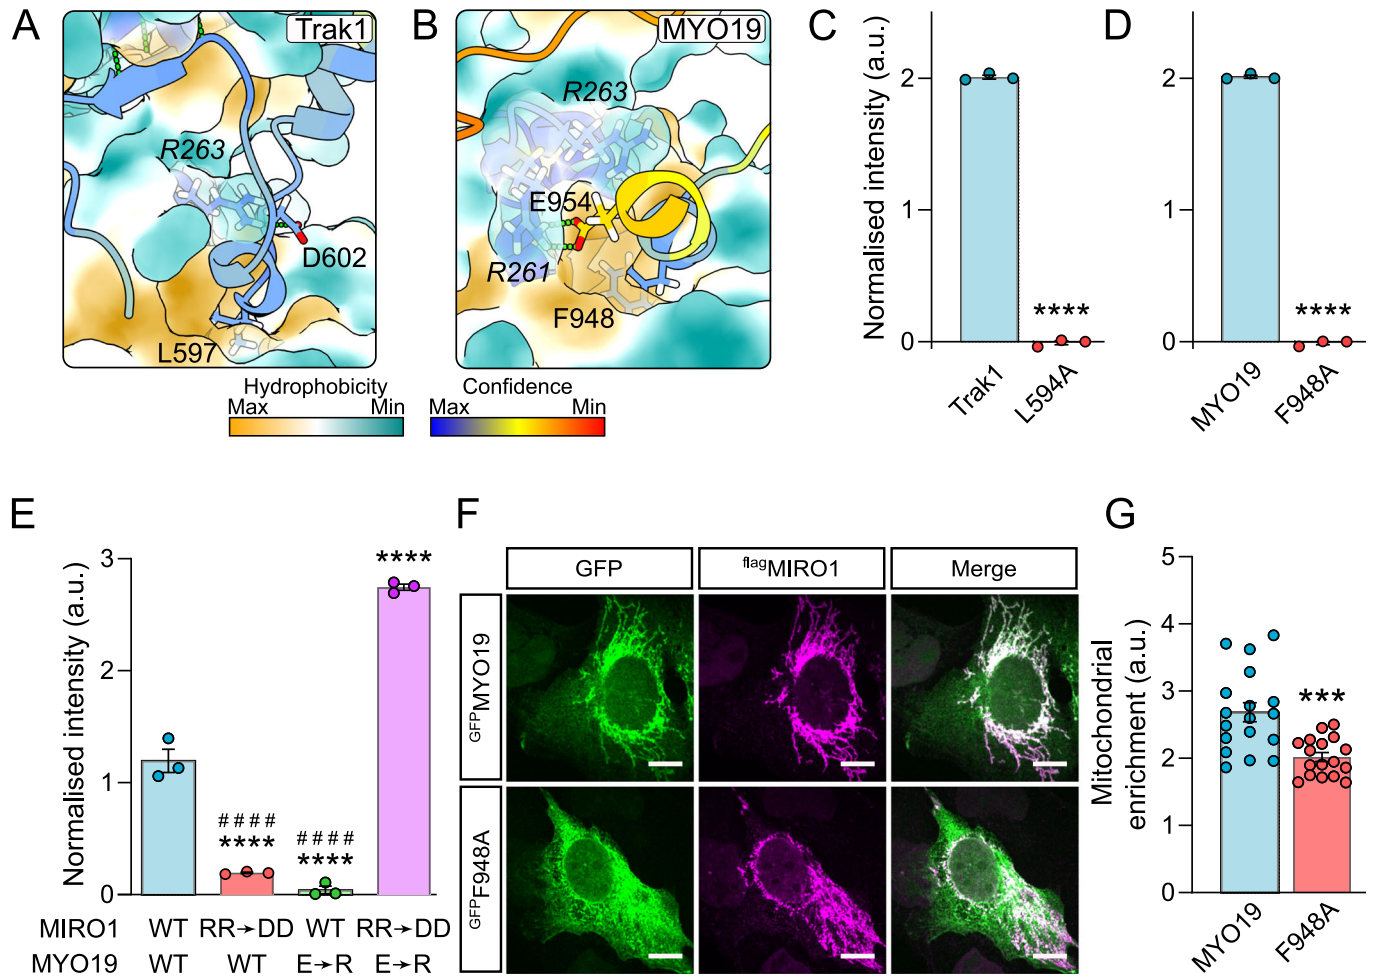 A
Trak1
R263
D602
L597
B
MYO19
R263
E954
R261
F948
Hydrophobicity
Max Min
Confidence
Max Min
C
Normalised intensity (a.u.)
2
1
0
****
Trak1
L594A
D
2
1
0
****
MYO19
F948A
E
Normalised intensity (a.u.)
3
2
1
0
####
****
####
****
****
MIRO1 WT RR→DD WT RR→DD
MYO19 WT WT E→R E→R
F
GFP
flagMIRO1
Merge
GFPMYO19
GFPF948A
G
Mitochondrial
enrichment (a.u.)
5
4
3
2
1
0
***
MYO19
F948A